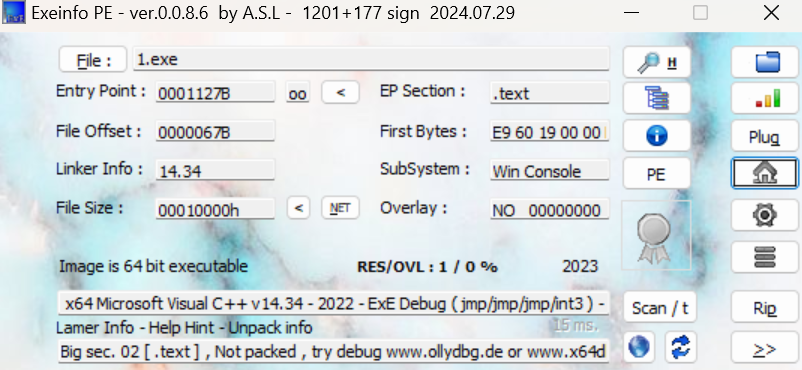 Exeinfo PE - ver.0.0.8.6 by A.S.L - 1201+177 sign 2024.07.29
File : 1.exe H
Entry Point : 0001127B oo < EP Section : .text
File Offset : 0000067B First Bytes : E9 60 19 00 00 Plug
Linker Info : 14.34 SubSystem : Win Console PE
File Size : 00010000h < NET Overlay : NO 00000000
Image is 64 bit executable RES/OVL : 1 / 0 % 2023
x64 Microsoft Visual C++ v14.34 - 2022 - ExE Debug ( jmp/jmp/jmp/int3 ) - Scan / t Rip
Lamer Info - Help Hint - Unpack info 15 ms.
Big sec. 02 [ .text ] , Not packed , try debug www.ollydbg.de or www.x64d >>